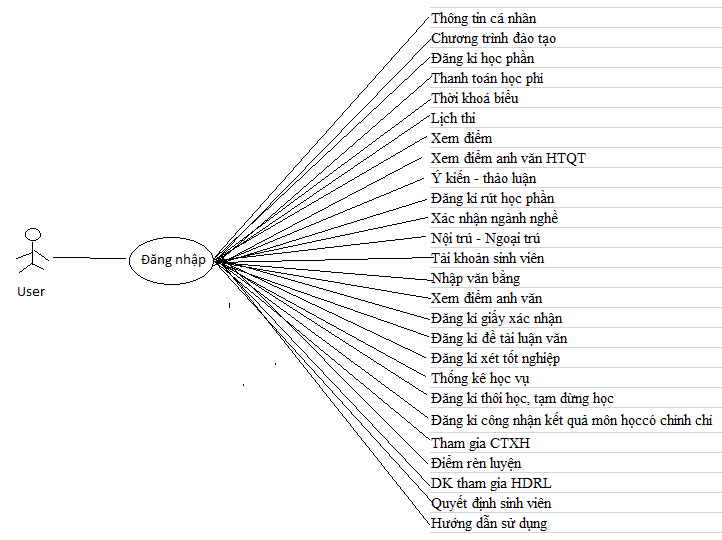 Thông tin cá nhân
Chương trình đào tạo
Đăng kí học phần
Thanh toán học phí
Thời khoá biểu
Lịch thi
Xem điểm
Xem điểm anh văn HTQT
Ý kiến - thảo luận
Đăng kí rút học phần
Xác nhận ngành nghề
Nội trú - Ngoại trú
Tài khoản sinh viên
Nhập văn bằng
Xem điểm anh văn
Đăng kí giấy xác nhận
Đăng kí đề tài luận văn
Đăng kí xét tốt nghiệp
Thống kê học vụ
Đăng kí thôi học, tạm dừng học
Đăng kí công nhận kết quả môn họccó chính chỉ
Tham gia CTXH
Điểm rèn luyện
DK tham gia HDRL
Quyết định sinh viên
Hướng dẫn sử dụng
Đăng nhập
User